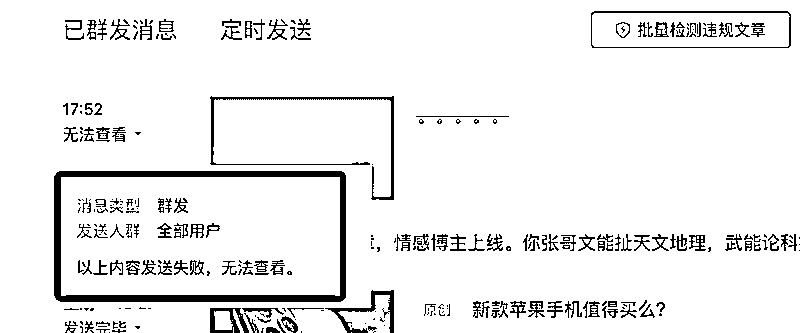 已群发消息 定时发送
批量检测违规文章
17:52
无法查看
消息类型 群发
发送人群 全部用户
以上内容发送失败，无法查看。
，情感博主上线。你张哥文能扯天文地理，武能论科
原创 新款苹果手机值得买么？
发送完毕